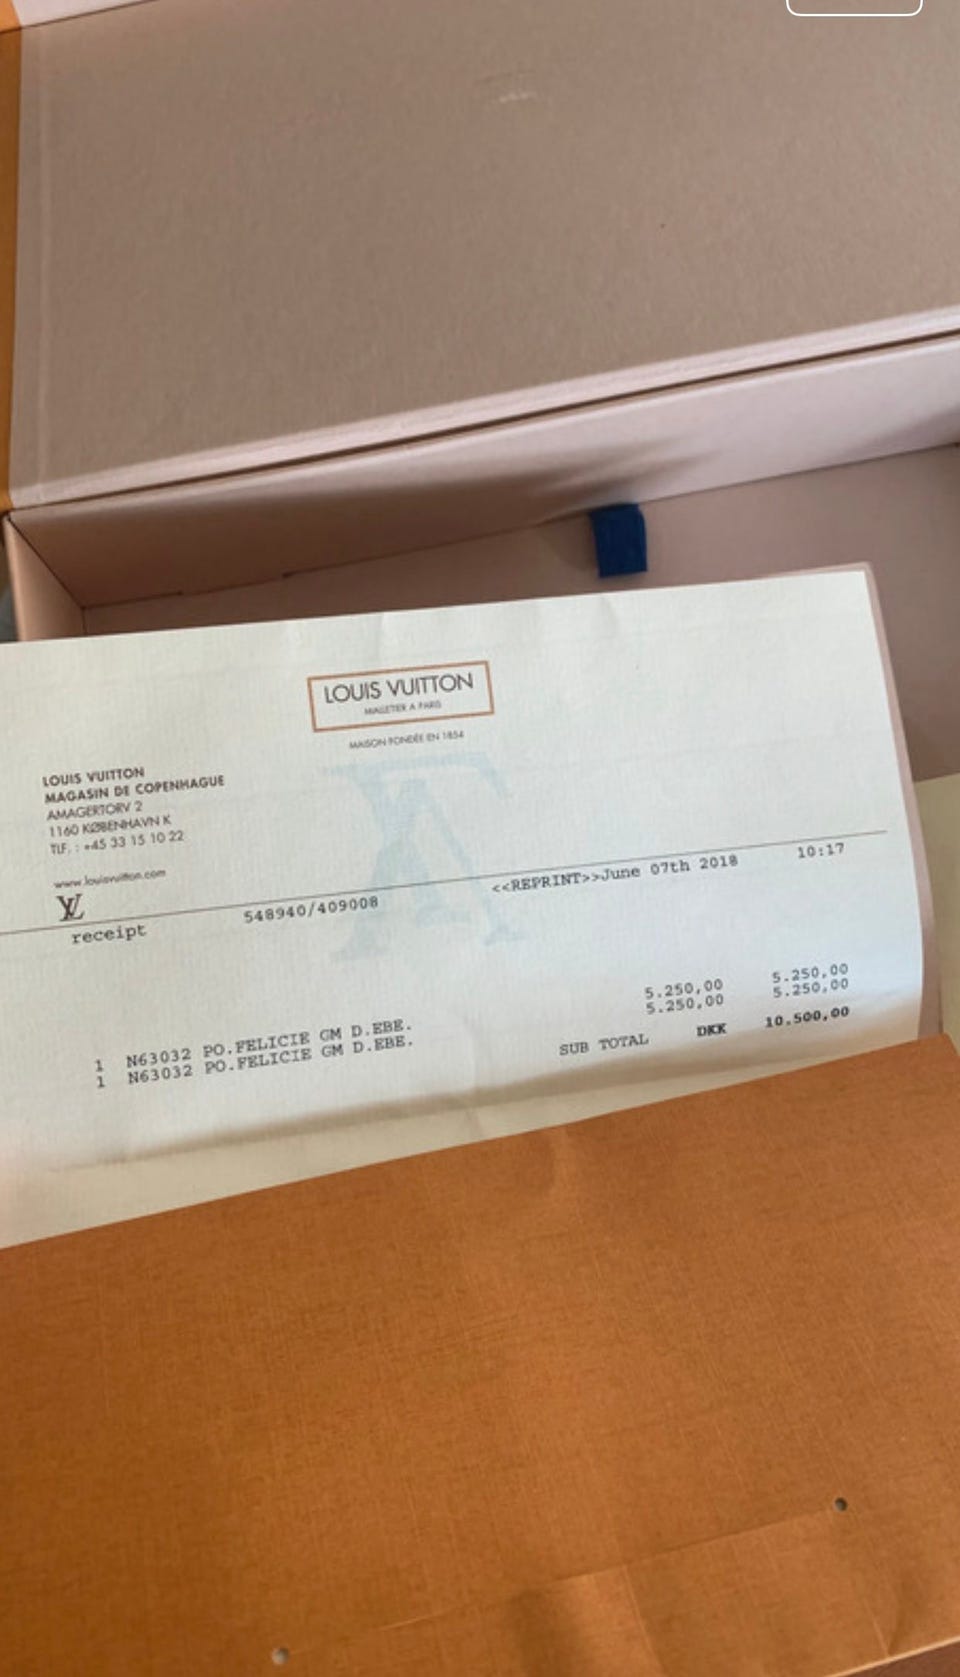 LOUIS VUITTON
MALLETIER A PARIS
MAISON FONDÉE EN 1854
LOUIS VUITTON
MAGASIN DE COPENHAGUE
AMAGERTORV 2
1160 KØBENHAVN K
TLF. : +45 33 15 10 22
www.louisvuitton.com
LV
receipt 548940/409008 <<REPRINT>>June 07th 2018 10:17
1 N63032 PO.FELICIE GM D.EBE. 5.250,00 5.250,00
1 N63032 PO.FELICIE GM D.EBE. 5.250,00 5.250,00
SUB TOTAL DKK 10.500,00